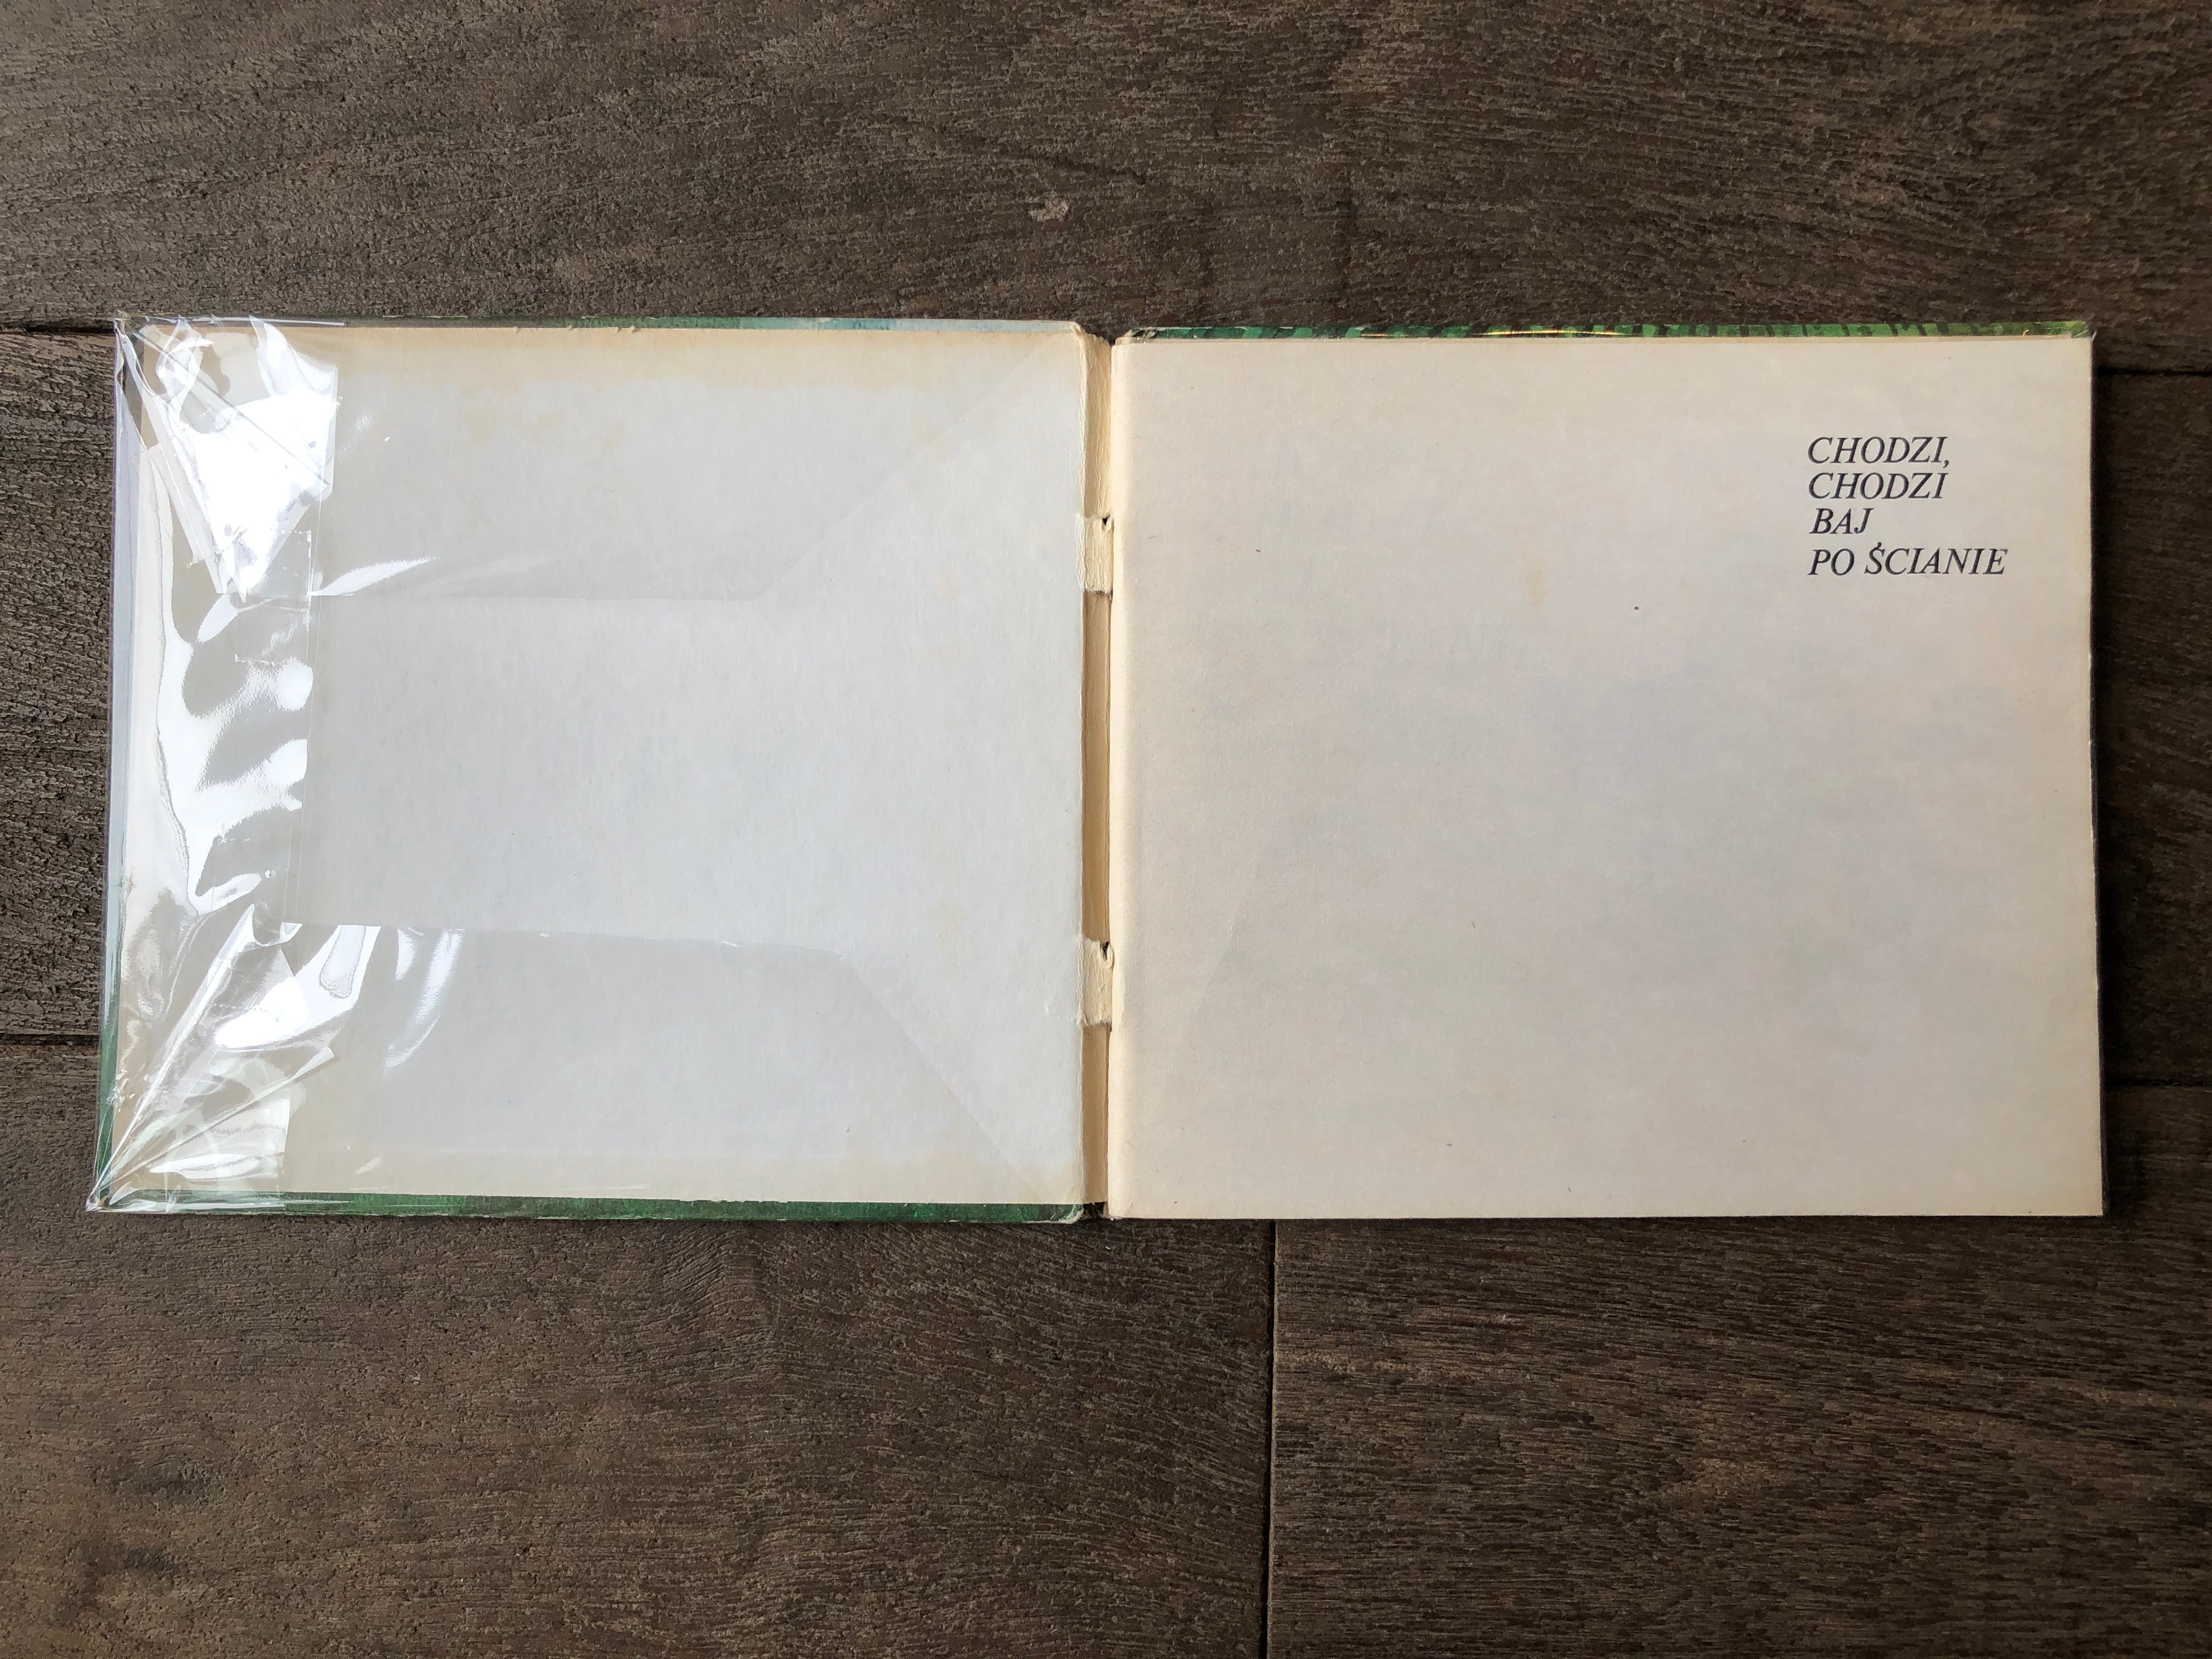 CHODZI,
CHODZI
BAJ
PO ŚCIANIE